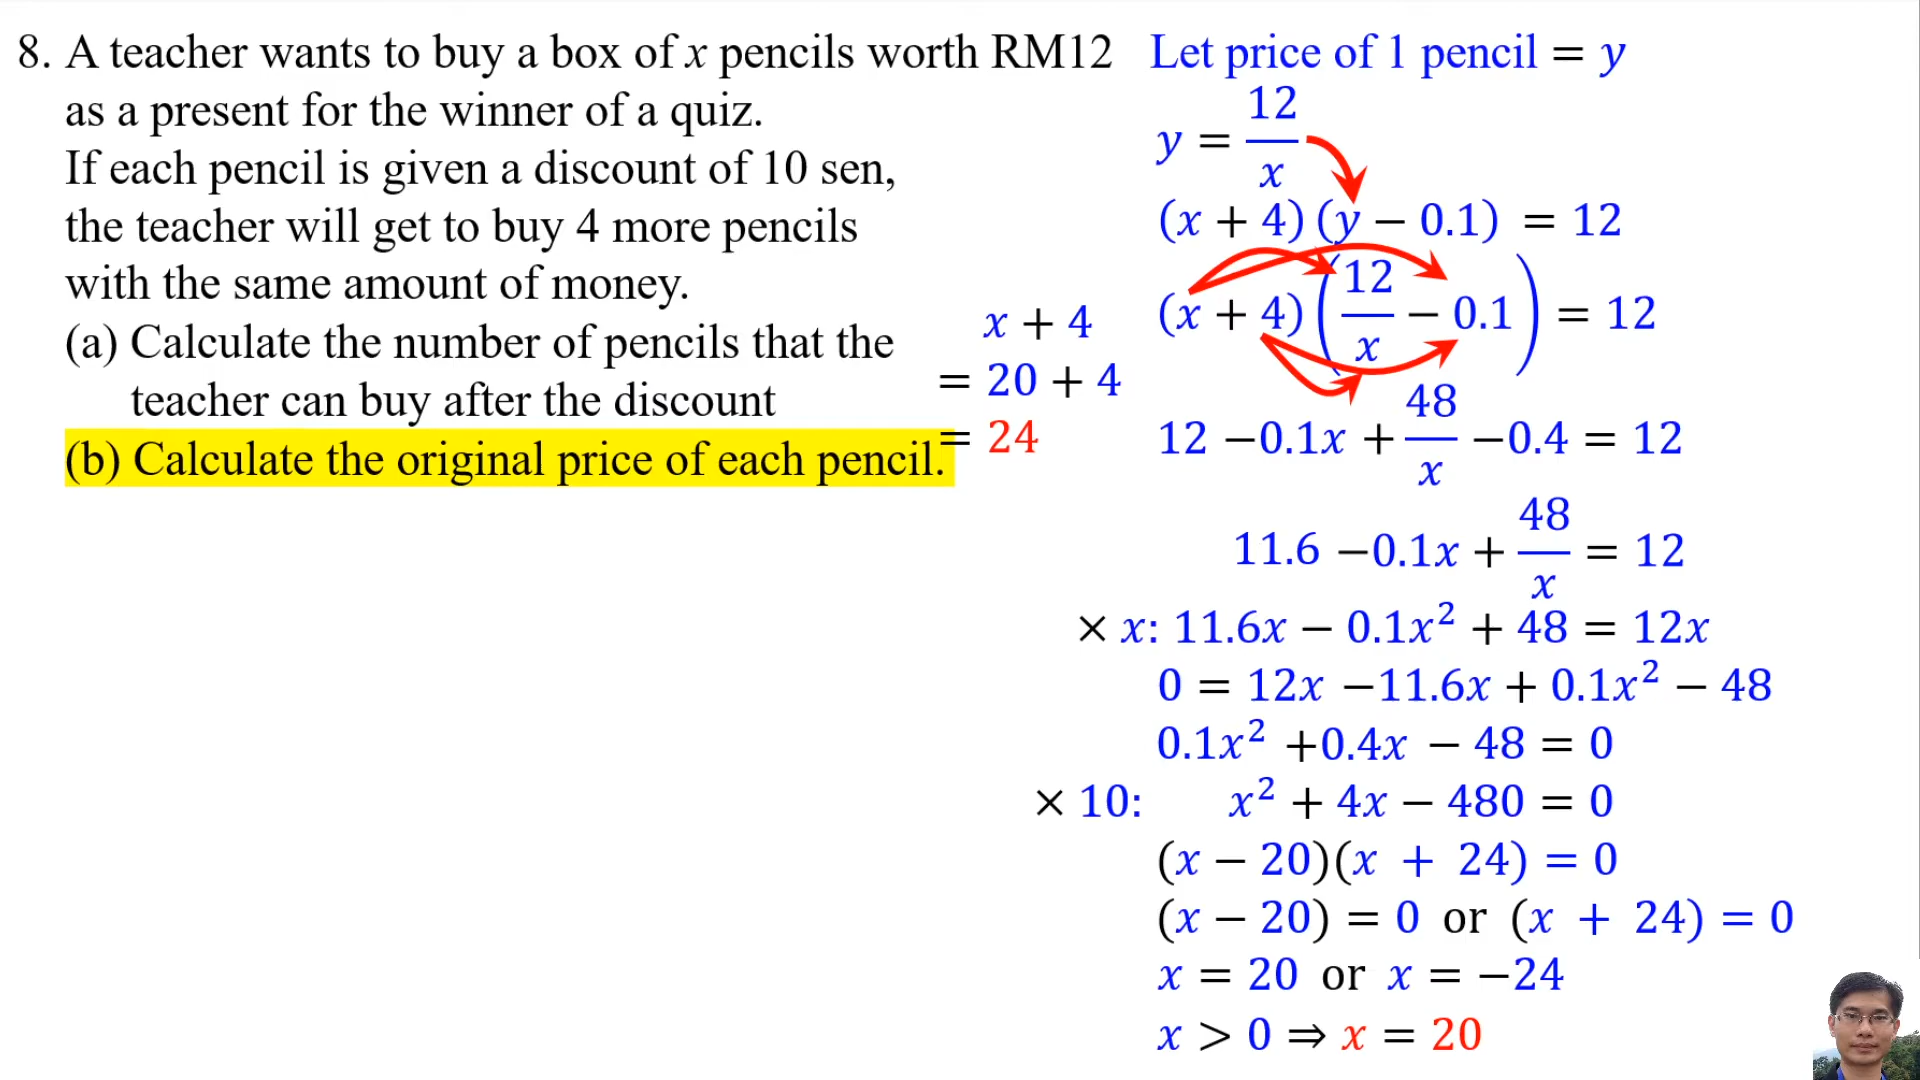 8. A teacher wants to buy a box of x pencils worth RM12
as a present for the winner of a quiz.
If each pencil is given a discount of 10 sen,
the teacher will get to buy 4 more pencils
with the same amount of money.
(a) Calculate the number of pencils that the
teacher can buy after the discount
(b) Calculate the original price of each pencil.
x + 4
= 20 + 4
= 24
Let price of 1 pencil = y
y = 12/x
(x + 4)(y − 0.1) = 12
(x + 4)(12/x − 0.1) = 12
12 −0.1x + 48/x −0.4 = 12
11.6 −0.1x + 48/x = 12
× x: 11.6x − 0.1x² + 48 = 12x
0 = 12x −11.6x + 0.1x² − 48
0.1x² +0.4x − 48 = 0
× 10: x² + 4x − 480 = 0
(x − 20)(x + 24) = 0
(x − 20) = 0 or (x + 24) = 0
x = 20 or x = −24
x > 0 ⇒ x = 20